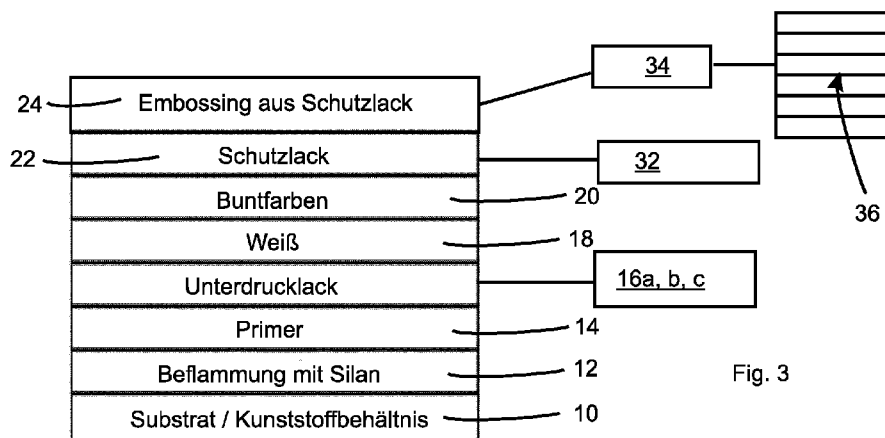 34
24
Embossing aus Schutzlack
22
Schutzlack
32
Buntfarben
20
36
Weiß
18
Unterdrucklack
16a, b, c
Primer
14
Beflammung mit Silan
12
Fig. 3
Substrat / Kunststoffbehältnis
10